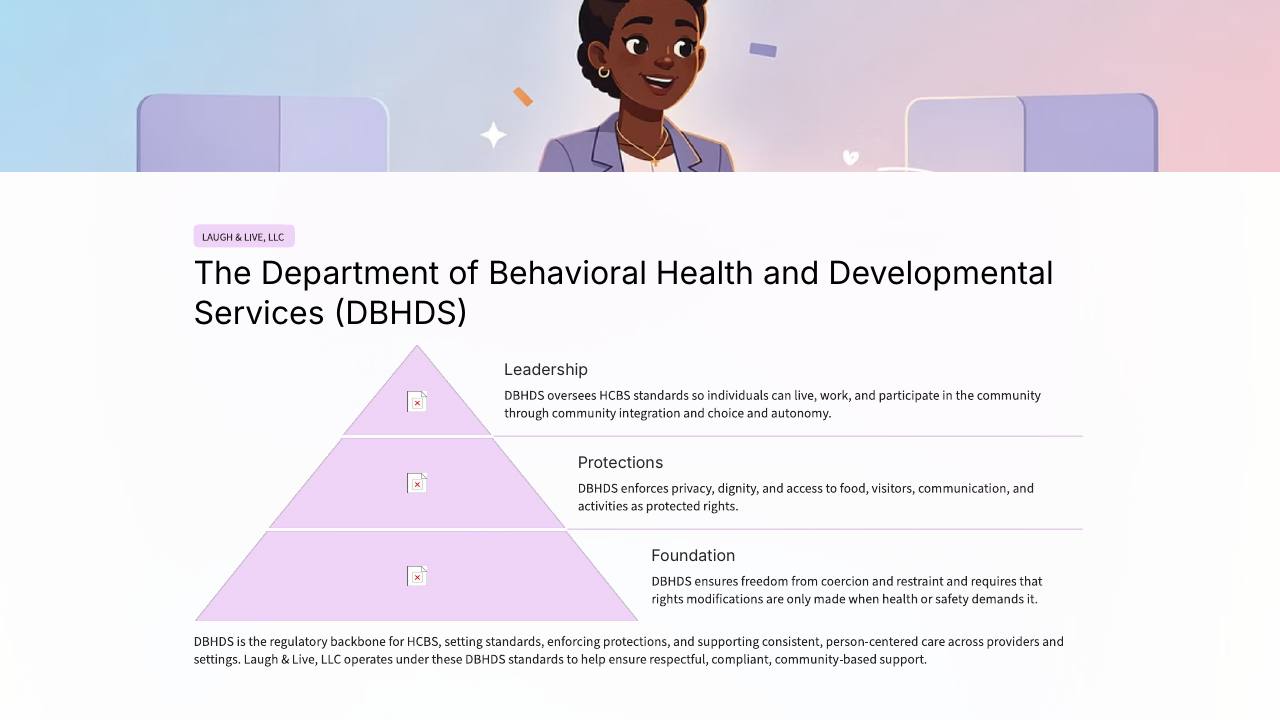 LAUGH & LIVE, LLC
The Department of Behavioral Health and Developmental
Services (DBHDS)
Leadership
DBHDS oversees HCBS standards so individuals can live, work, and participate in the community
through community integration and choice and autonomy.
Protections
DBHDS enforces privacy, dignity, and access to food, visitors, communication, and
activities as protected rights.
Foundation
DBHDS ensures freedom from coercion and restraint and requires that
rights modifications are only made when health or safety demands it.
DBHDS is the regulatory backbone for HCBS, setting standards, enforcing protections, and supporting consistent, person-centered care across providers and
settings. Laugh & Live, LLC operates under these DBHDS standards to help ensure respectful, compliant, community-based support.